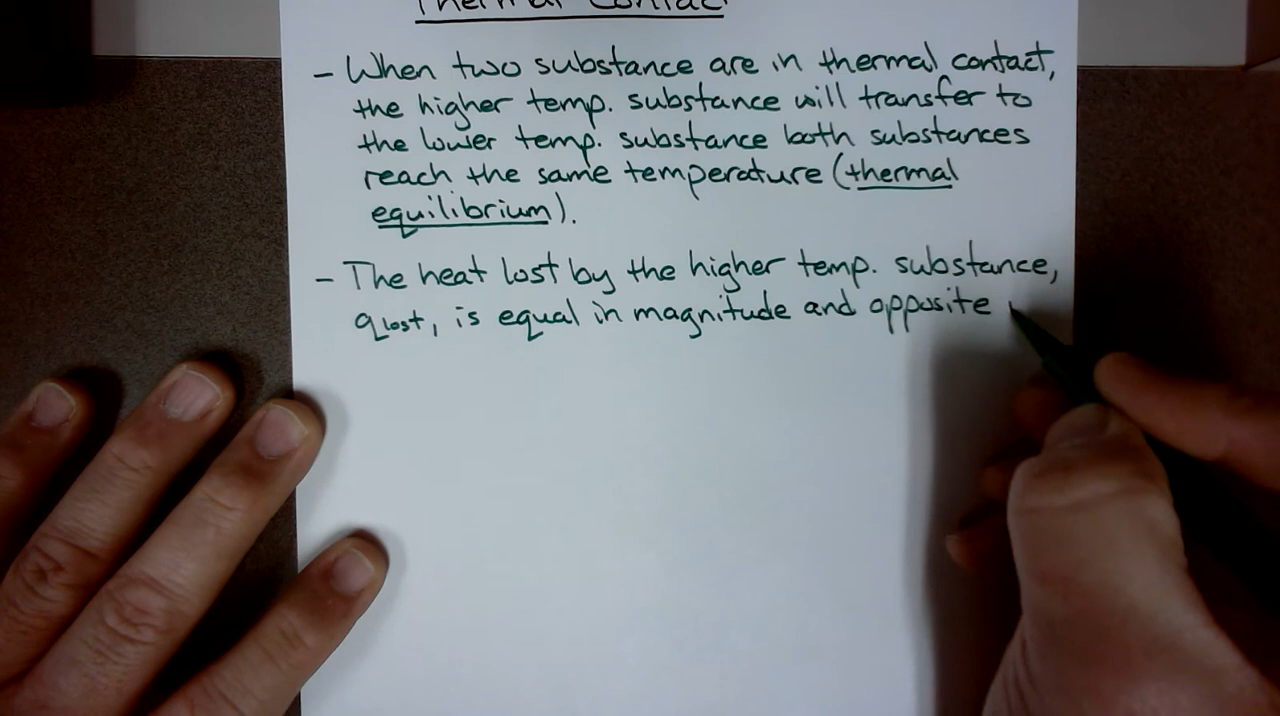 Thermal Contact
- When two substance are in thermal contact,
the higher temp. substance will transfer to
the lower temp. substance both substances
reach the same temperature (thermal
equilibrium).
- The heat lost by the higher temp. substance,
qlost, is equal in magnitude and opposite